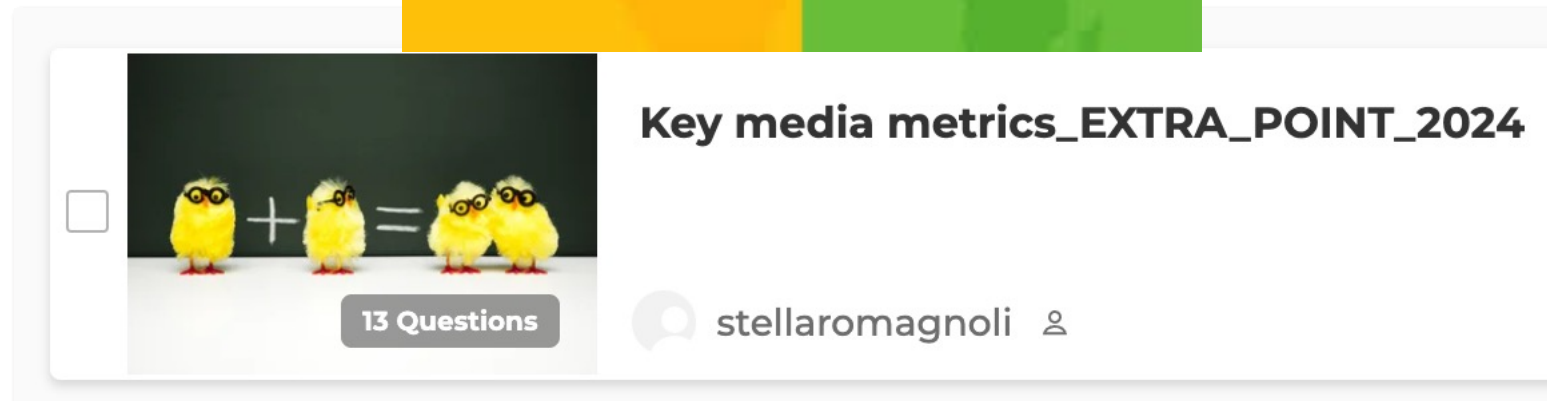 Key media metrics_EXTRA_POINT_2024
+ =
13 Questions
stellaromagnoli